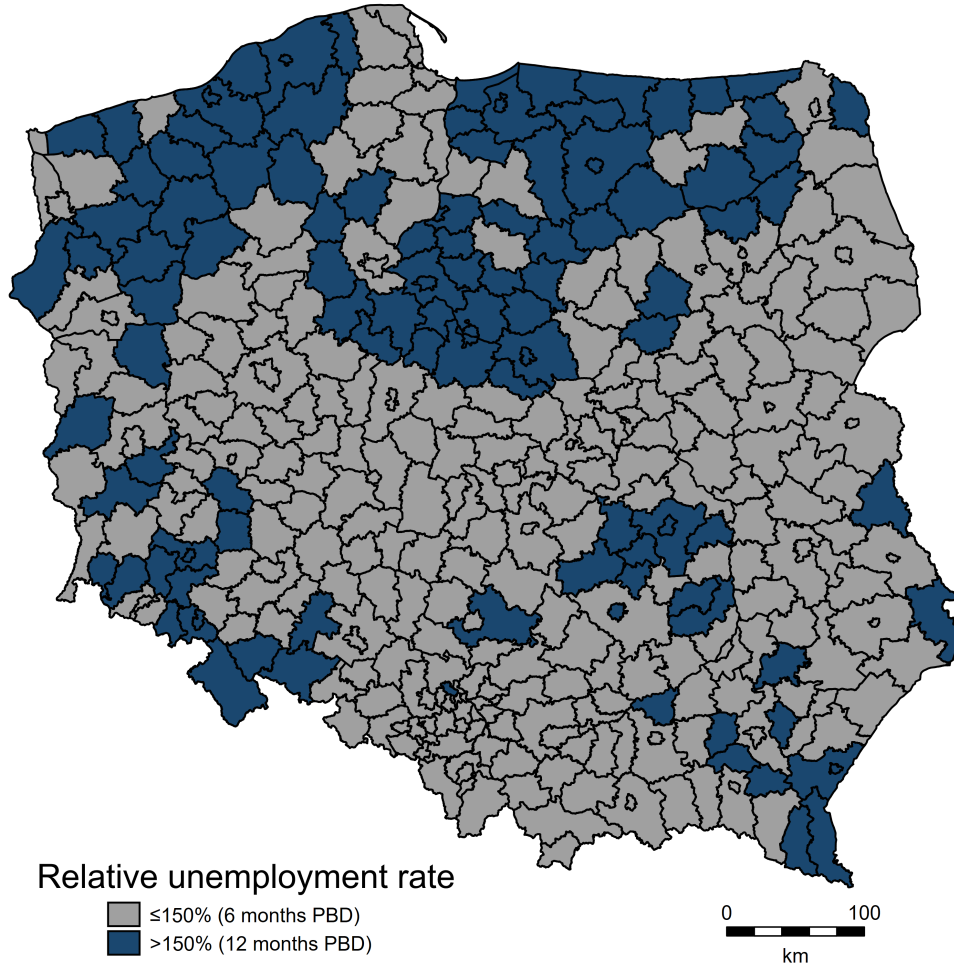 Relative unemployment rate
≤150% (6 months PBD)
>150% (12 months PBD)
0 100
km